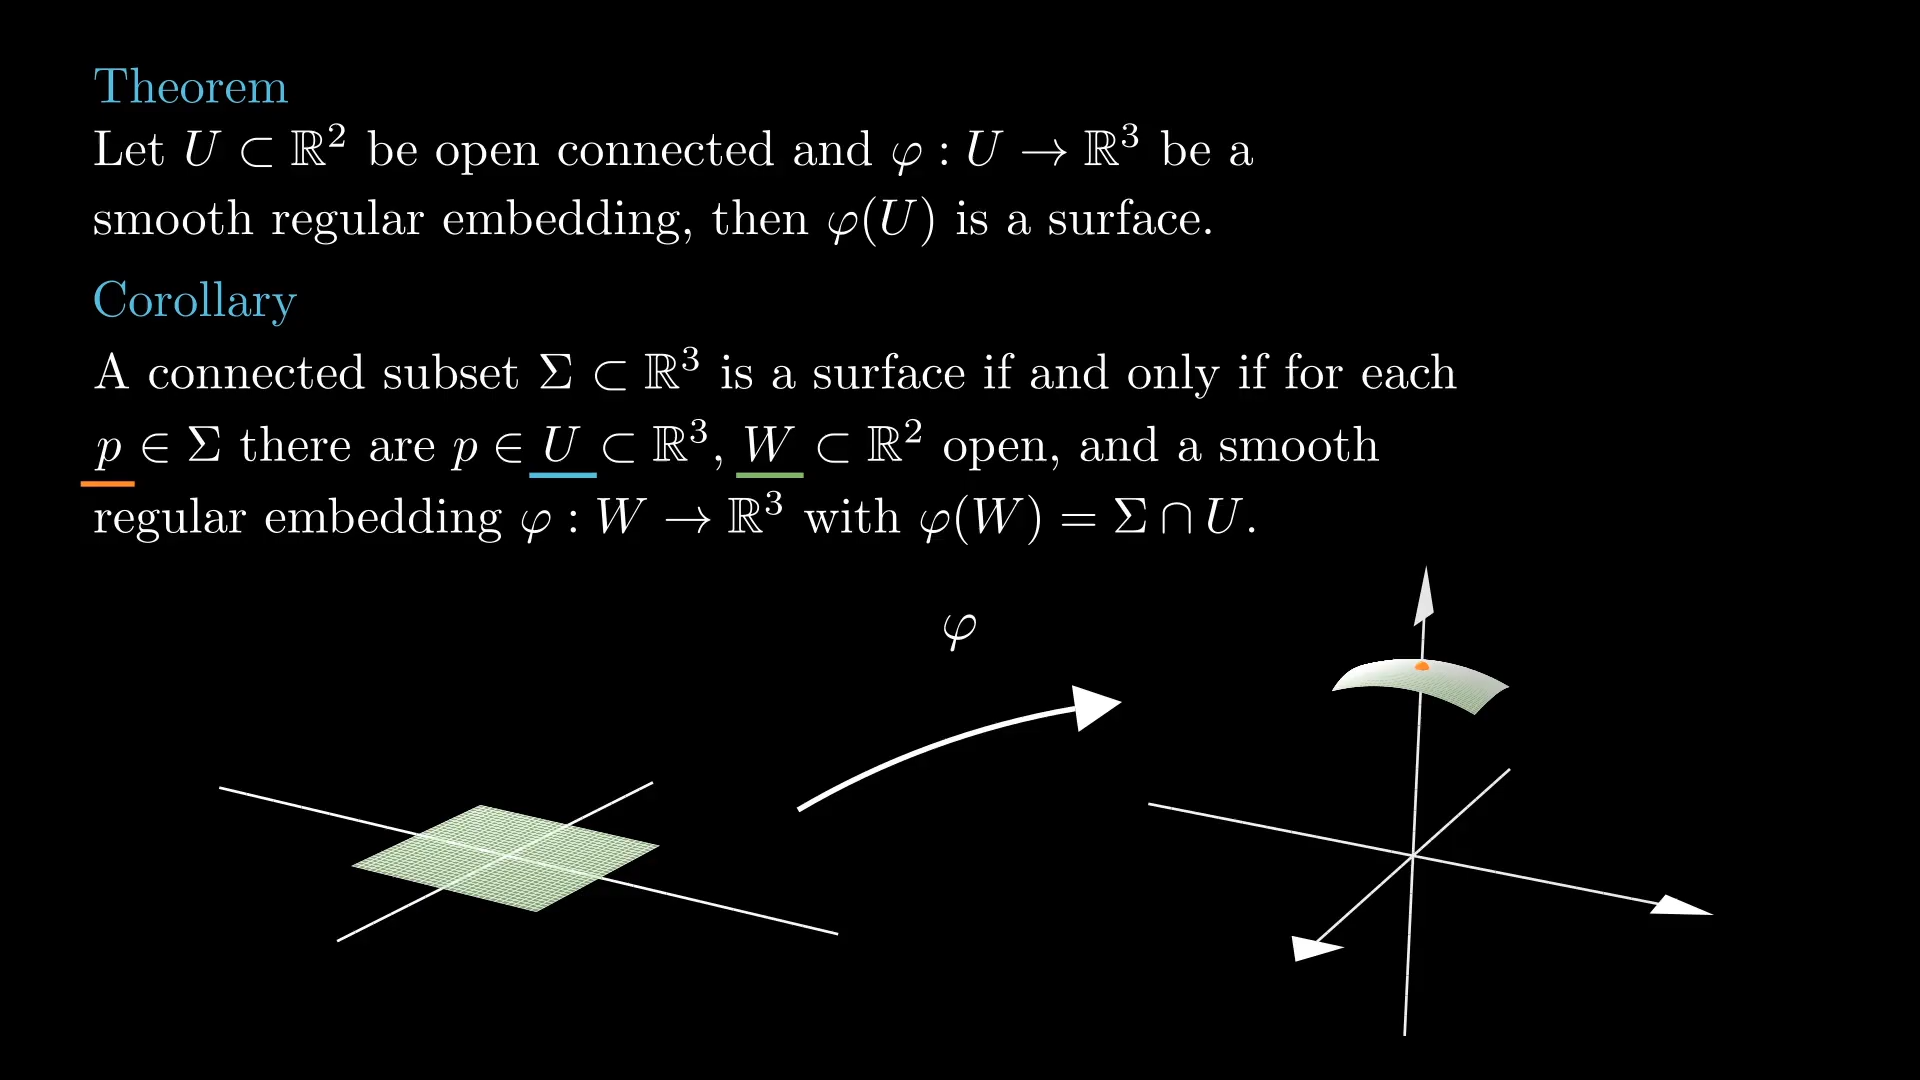 Theorem
Let U ⊂ ℝ² be open connected and φ : U → ℝ³ be a
smooth regular embedding, then φ(U) is a surface.
Corollary
A connected subset Σ ⊂ ℝ³ is a surface if and only if for each
p ∈ Σ there are p ∈ U ⊂ ℝ³, W ⊂ ℝ² open, and a smooth
regular embedding φ : W → ℝ³ with φ(W) = Σ ∩ U.
φ